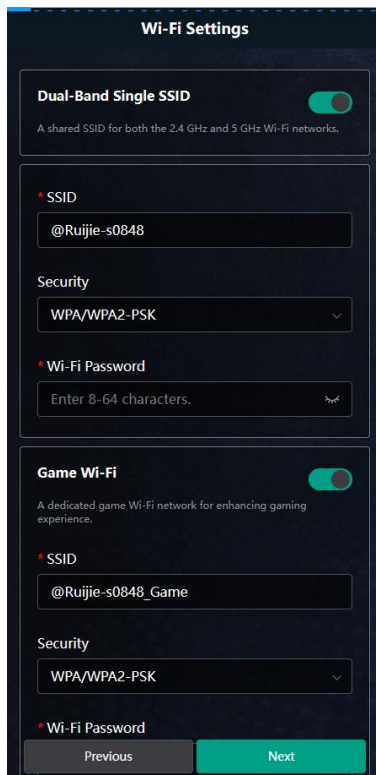 Wi-Fi Settings
Dual-Band Single SSID
A shared SSID for both the 2.4 GHz and 5 GHz Wi-Fi networks.
* SSID
@Ruijie-s0848
Security
WPA/WPA2-PSK
* Wi-Fi Password
Enter 8-64 characters.
Game Wi-Fi
A dedicated game Wi-Fi network for enhancing gaming
experience.
* SSID
@Ruijie-s0848_Game
Security
WPA/WPA2-PSK
* Wi-Fi Password
Previous
Next